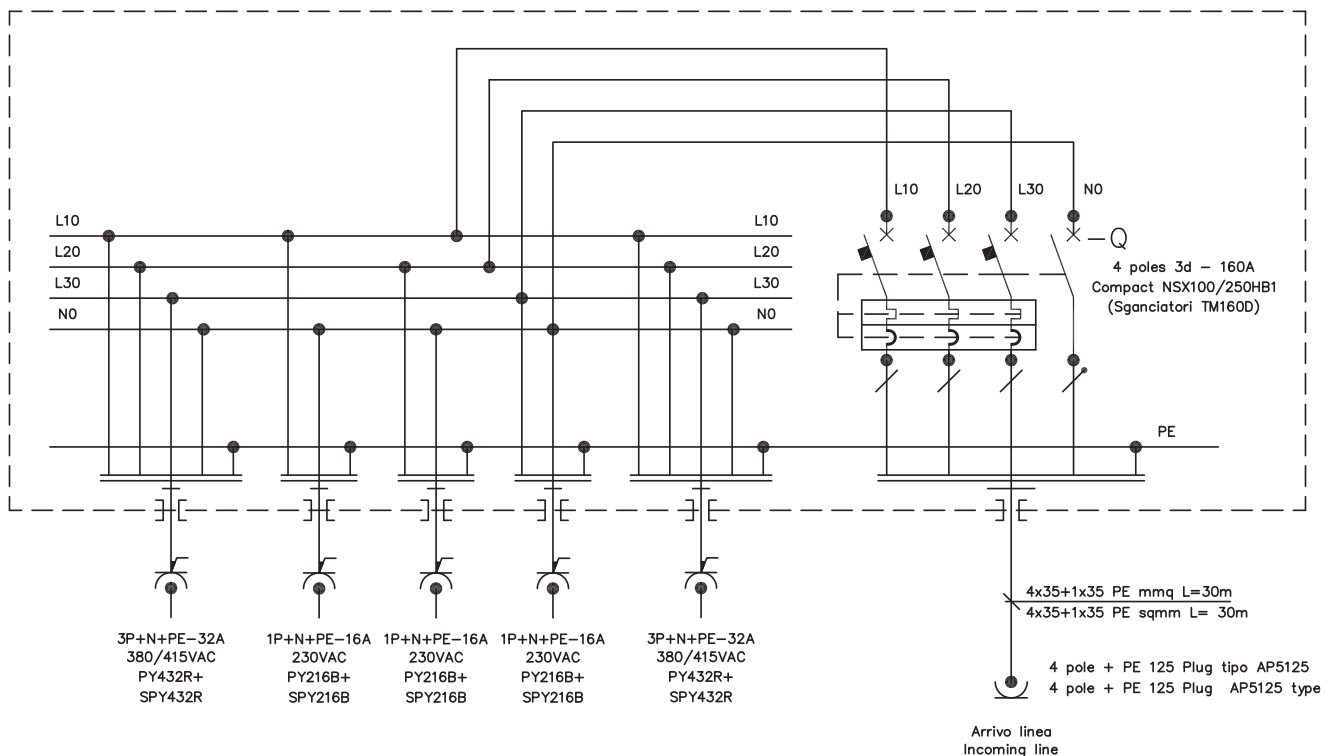 L10
L20
L30
N0
L10
L20
L30
N0
L10
L20
L30
N0
Q
4 poles 3d - 160A
Compact NSX100/250HB1
(Sganciatori TM160D)
PE
3P+N+PE-32A
380/415VAC
PY432R+
SPY432R
1P+N+PE-16A
230VAC
PY216B+
SPY216B
1P+N+PE-16A
230VAC
PY216B+
SPY216B
1P+N+PE-16A
230VAC
PY216B+
SPY216B
3P+N+PE-32A
380/415VAC
PY432R+
SPY432R
4x35+1x35 PE mmq L=30m
4x35+1x35 PE sqmm L= 30m
4 pole + PE 125 Plug tipo AP5125
4 pole + PE 125 Plug AP5125 type
Arrivo linea
Incoming line